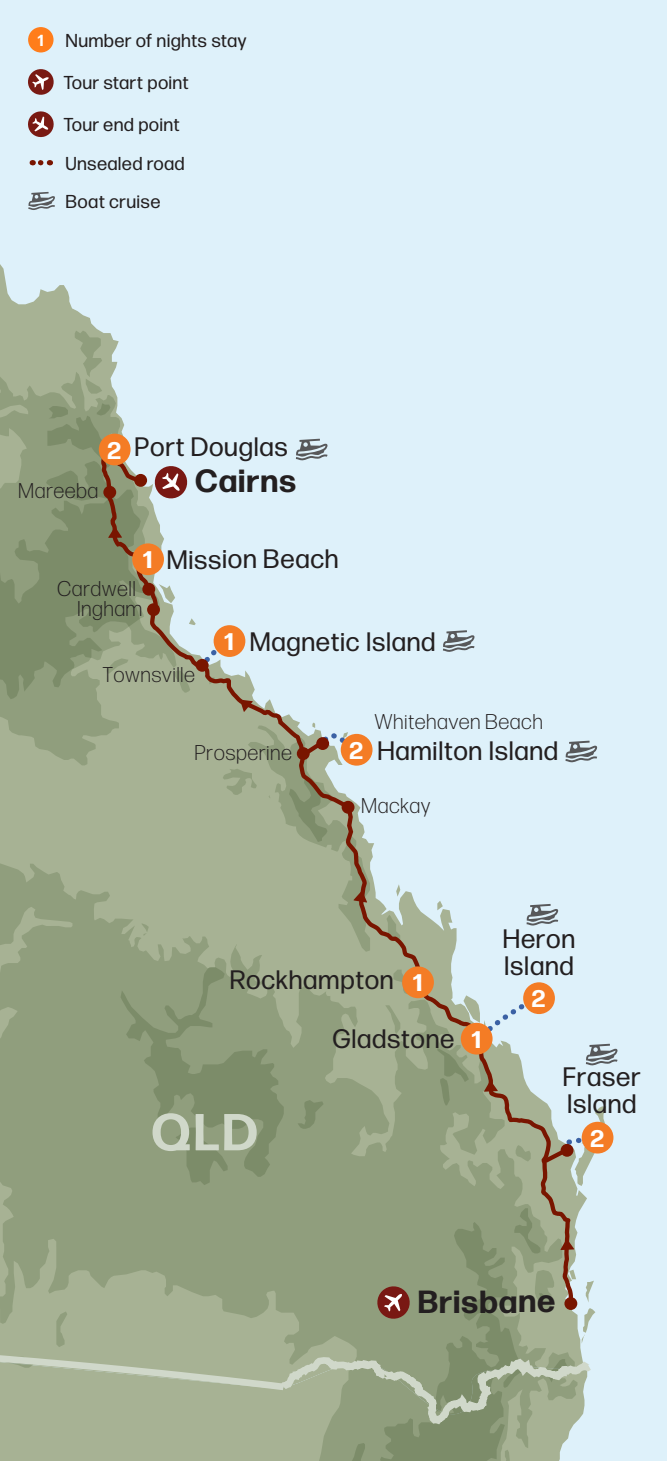 1 Number of nights stay
Tour start point
Tour end point
Unsealed road
Boat cruise
2 Port Douglas
Cairns
Mareeba
1 Mission Beach
Cardwell
Ingham
1 Magnetic Island
Townsville
Whitehaven Beach
2 Hamilton Island
Prosperine
Mackay
Heron
Island
2
Rockhampton 1
Gladstone 1
Fraser
Island
2
QLD
Brisbane